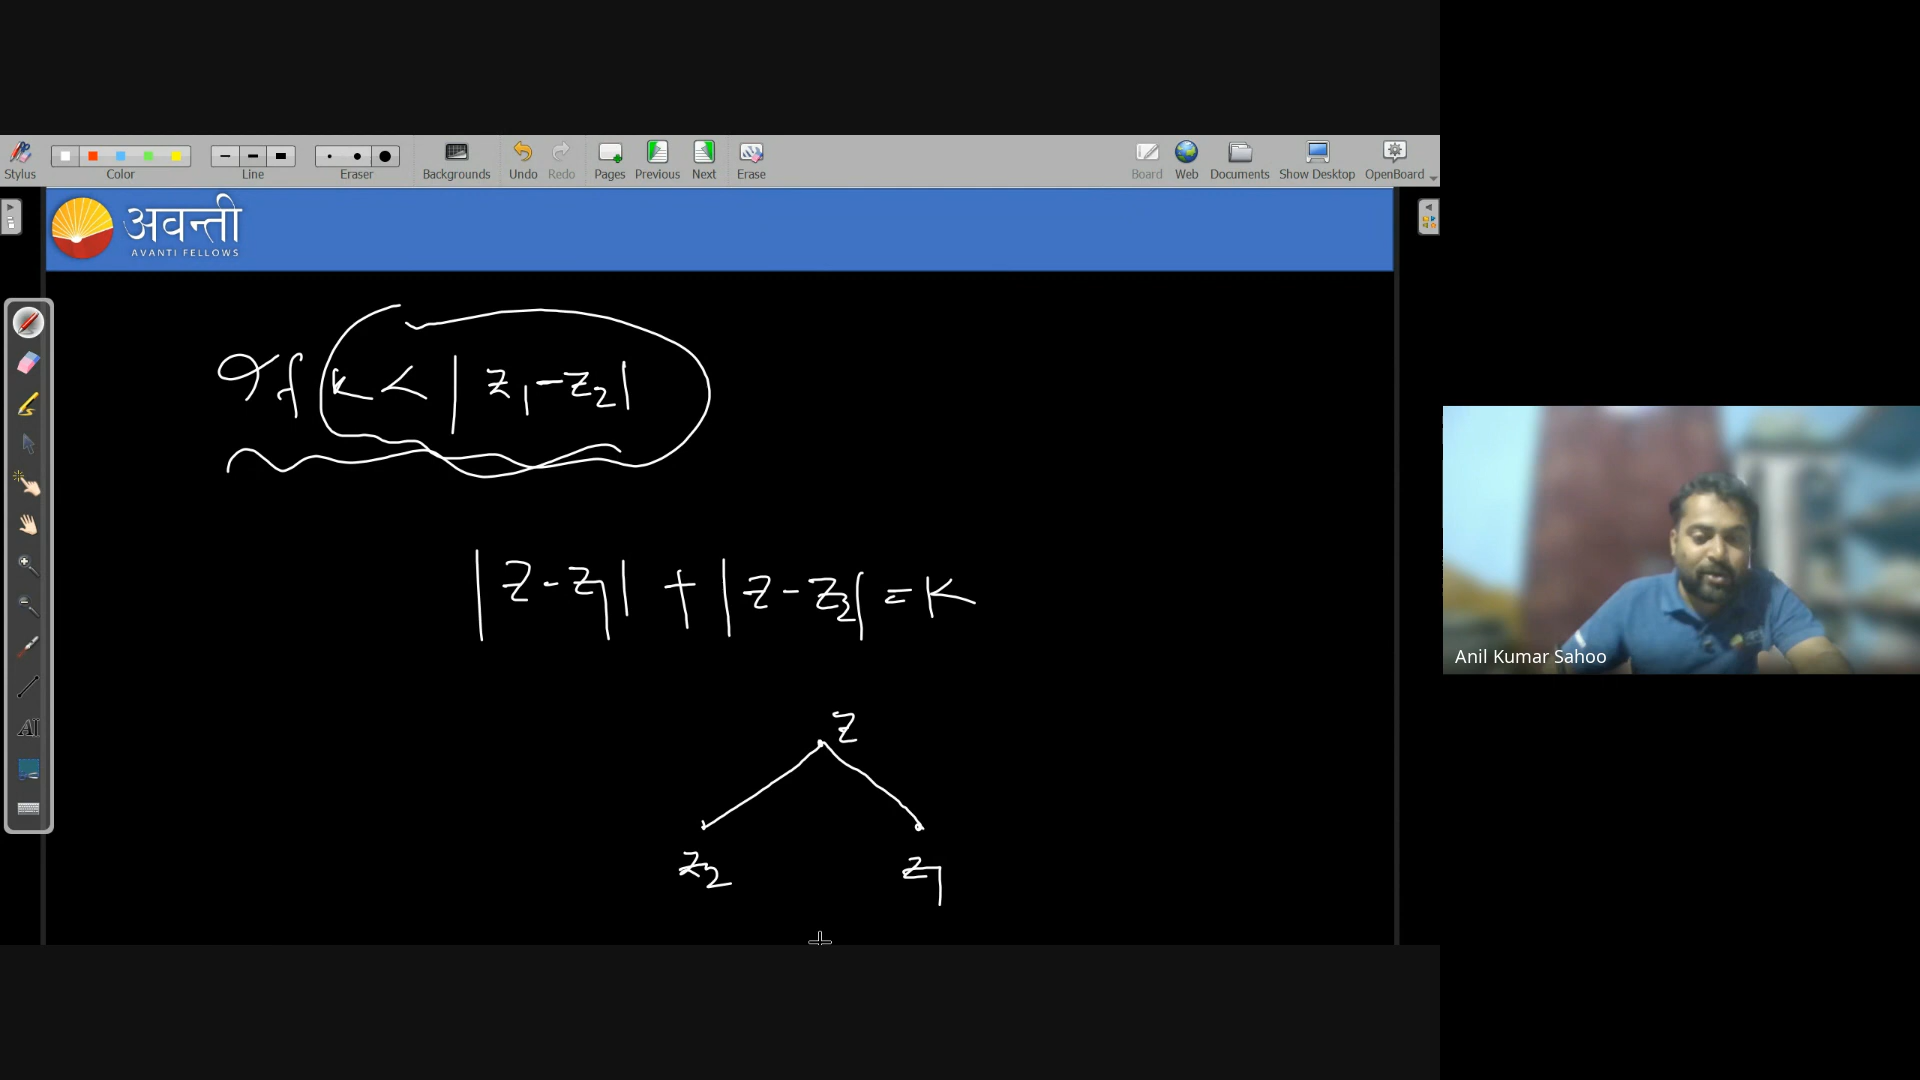 Stylus Color Line Eraser Backgrounds Undo Redo Pages Previous Next Erase Board Web Documents Show Desktop OpenBoard
अवन्ती
AVANTI FELLOWS
If k < | z₁ - z₂ |
| z - z₁ | + | z - z₂ | = k
z
z₂ z₁
Anil Kumar Sahoo